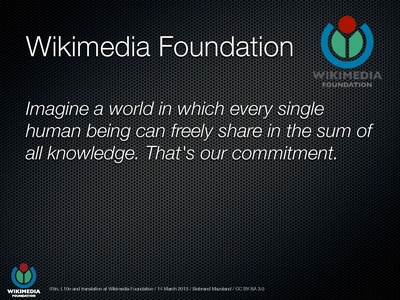 Wikimedia Foundation
WIKIMEDIA
FOUNDATION
Imagine a world in which every single
human being can freely share in the sum of
all knowledge. That's our commitment.
WIKIMEDIA
FOUNDATION
i18n, L10n and translation at Wikimedia Foundation / 14 March 2013 / Siebrand Mazeland / CC BY-SA 3.0